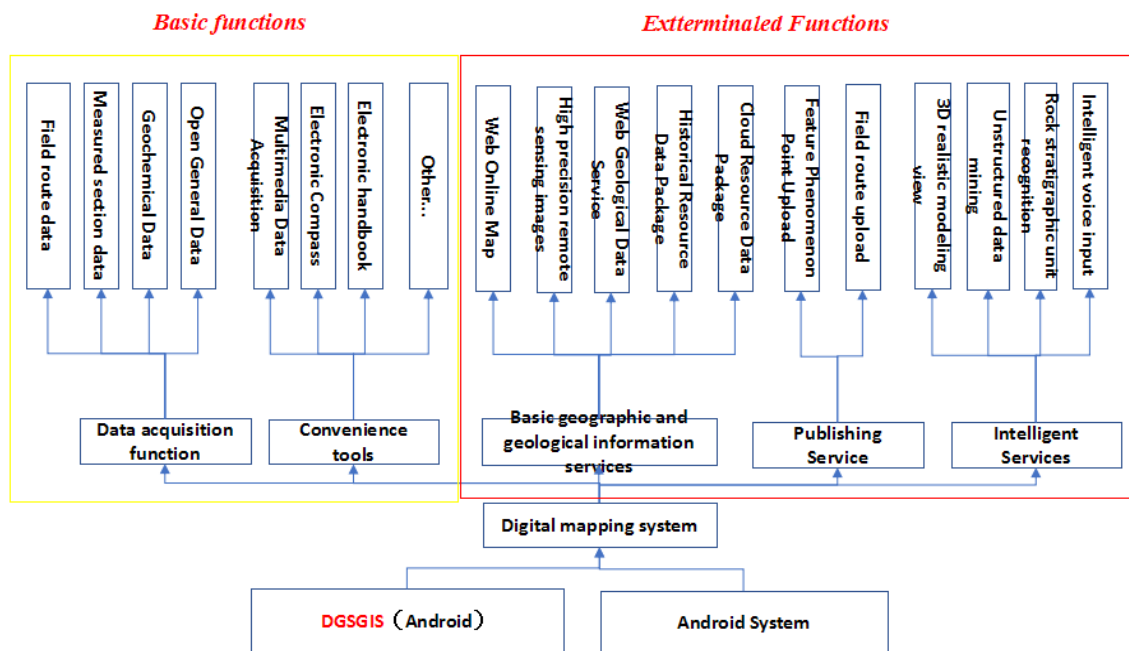 Basic functions
Extterminaled Functions
Field route data
Measured section data
Geochemical Data
Open General Data
Multimedia Data
Acquisition
Electronic Compass
Electronic handbook
Other...
Web Online Map
High precision remote
sensing images
Web Geological Data
Service
Historical Resource
Data Package
Cloud Resource Data
Package
Feature Phenomenon
Point Upload
Field route upload
3D realistic modeling
view
Unstructured data
mining
Rock stratigraphic unit
recognition
Intelligent voice input
Data acquisition
function
Convenience
tools
Basic geographic and
geological information
services
Publishing
Service
Intelligent
Services
Digital mapping system
DGSGIS（Android）
Android System